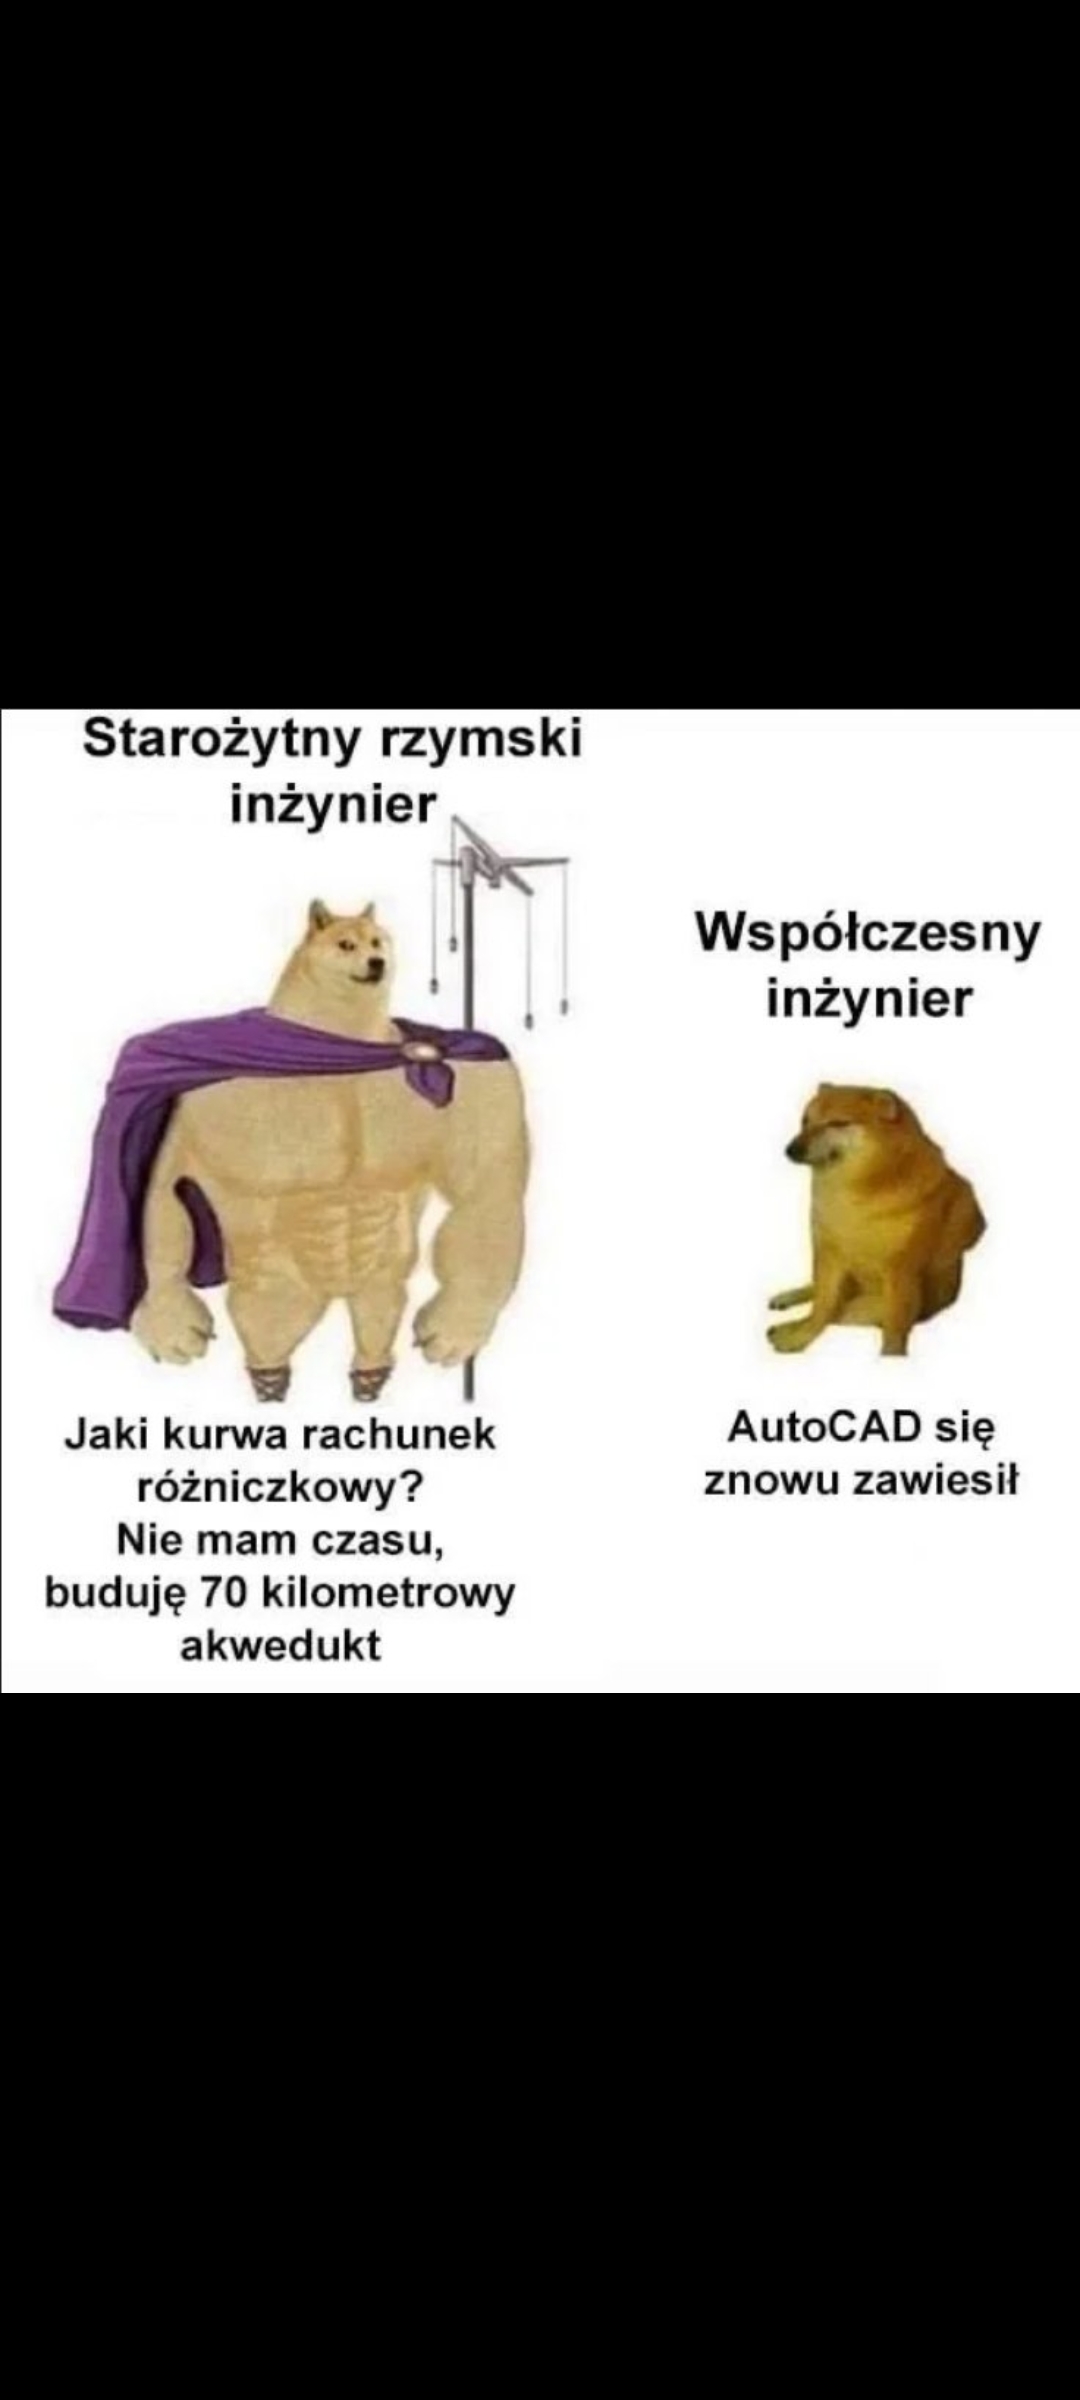 Starożytny rzymski
inżynier
Współczesny
inżynier
Jaki kurwa rachunek
różniczkowy?
Nie mam czasu,
buduję 70 kilometrowy
akwedukt
AutoCAD się
znowu zawiesił